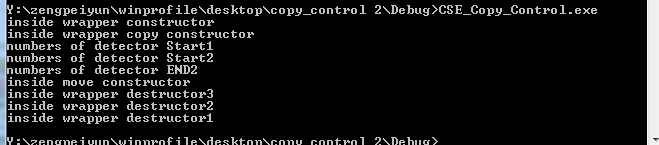 Y:\zengpeiyun\winprofile\desktop\copy_control 2\Debug>CSE_Copy_Control.exe
inside wrapper constructor
inside wrapper copy constructor
numbers of detector Start1
numbers of detector Start2
numbers of detector END2
inside move constructor
inside wrapper destructor3
inside wrapper destructor2
inside wrapper destructor1
Y:\zengpeiyun\winprofile\desktop\copy_control 2\Debug>